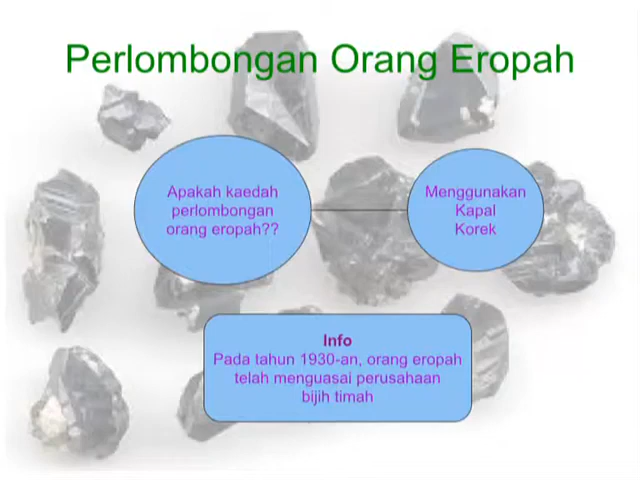 Perlombongan Orang Eropah
Apakah kaedah
perlombongan
orang eropah??
Menggunakan
Kapal
Korek
Info
Pada tahun 1930-an, orang eropah
telah menguasai perusahaan
bijih timah